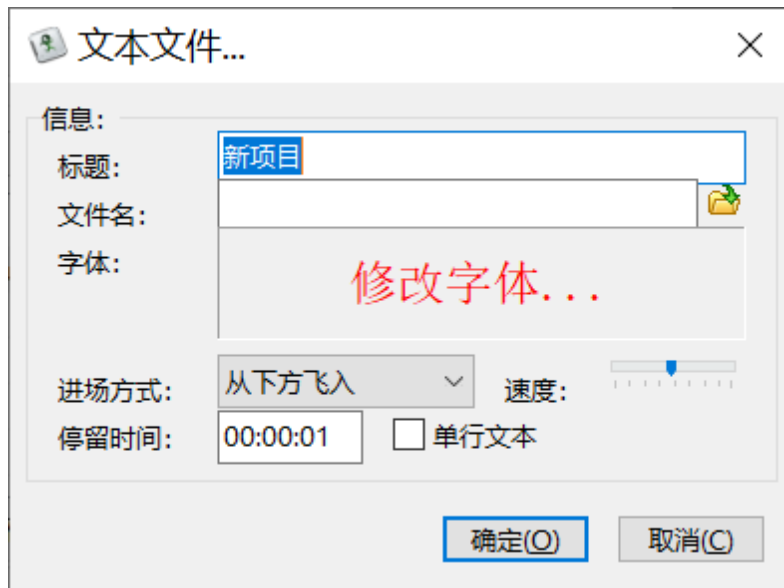 文本文件...
信息:
标题: 新项目
文件名:
字体: 修改字体...
进场方式: 从下方飞入 速度:
停留时间: 00:00:01 单行文本
确定(O) 取消(C)